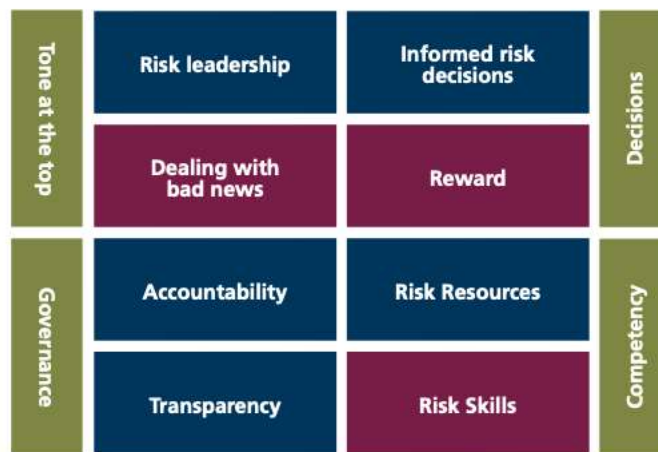 Tone at the top
Risk leadership
Informed risk
decisions
Decisions
Dealing with
bad news
Reward
Governance
Accountability
Risk Resources
Competency
Transparency
Risk Skills